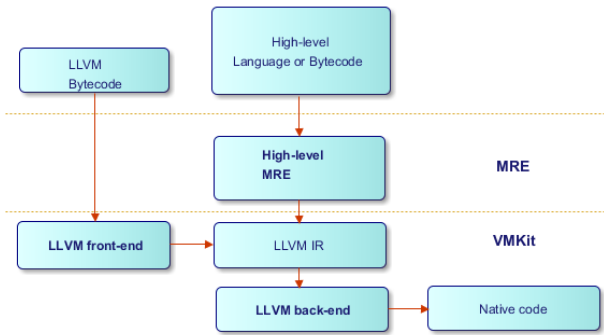 LLVM
Bytecode
High-level
Language or Bytecode
High-level
MRE
MRE
LLVM front-end
LLVM IR
VMKit
LLVM back-end
Native code